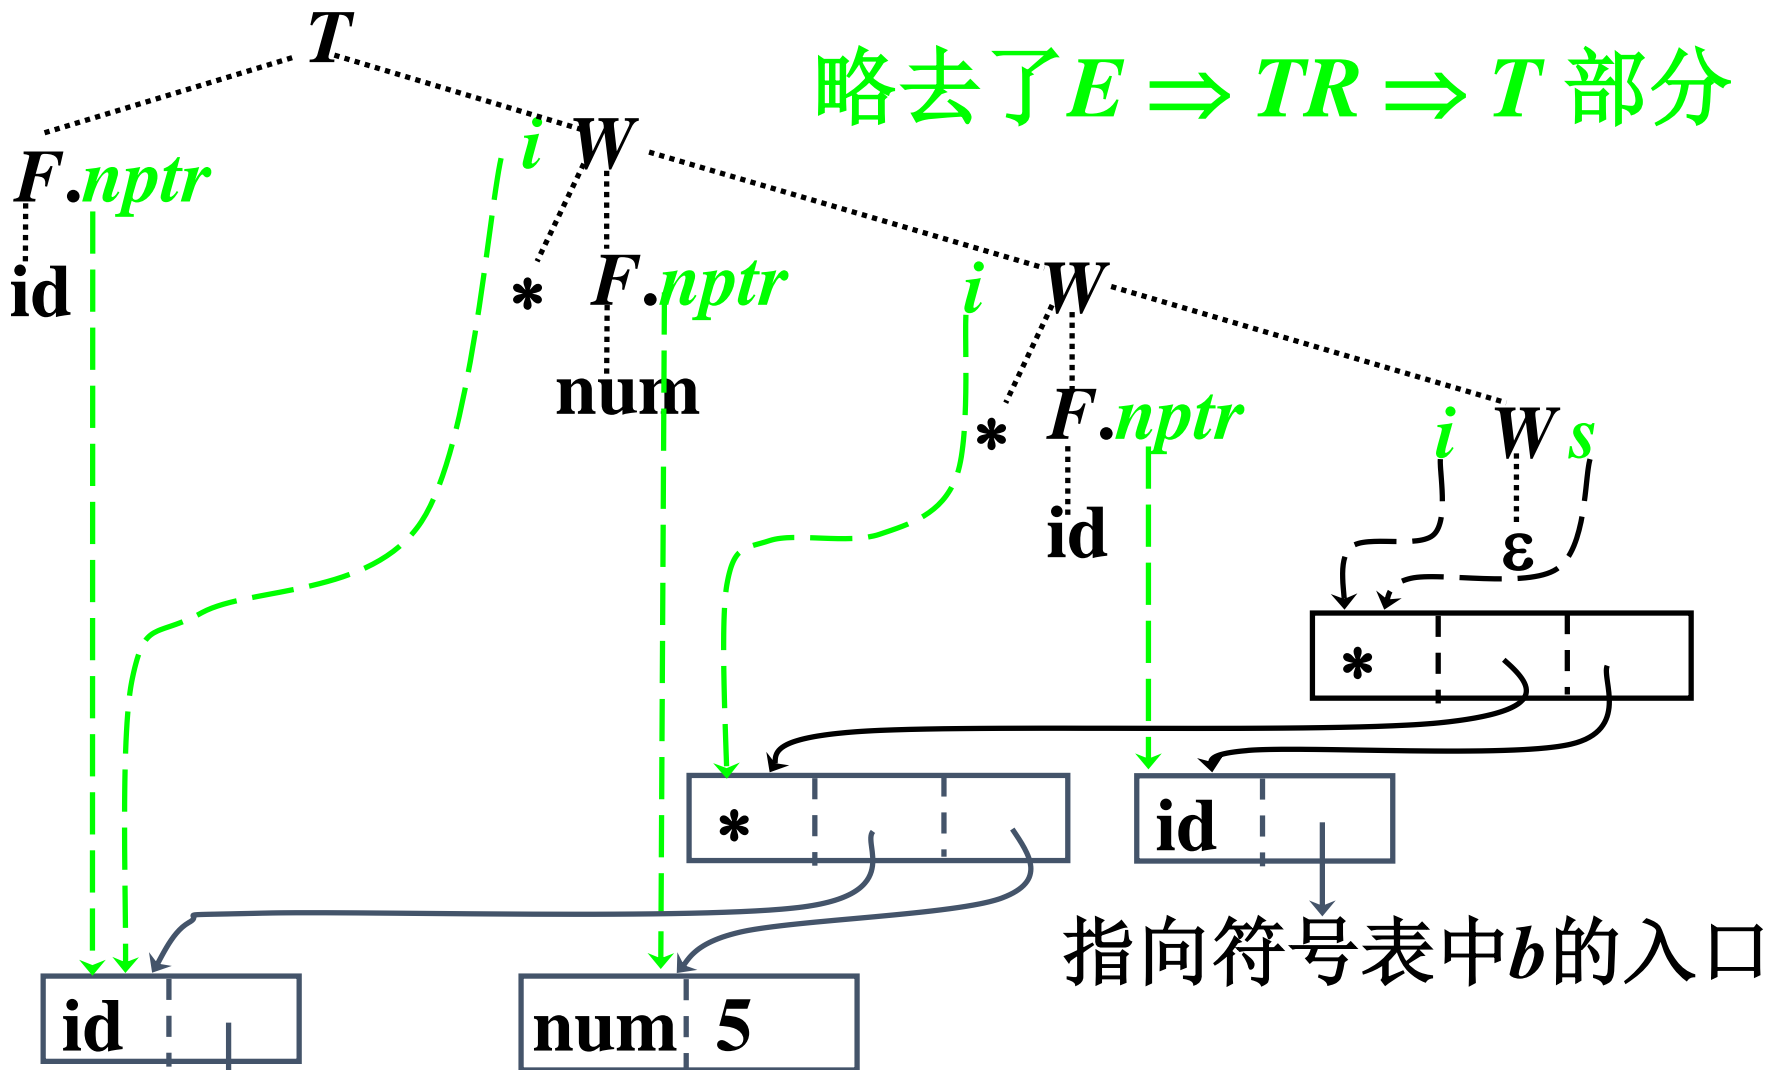 T
略去了E ⇒ TR ⇒ T 部分
i W
F.nptr
id
* F.nptr
i W
num
* F.nptr
i W s
id
ε
*
* id
指向符号表中b的入口
id num 5